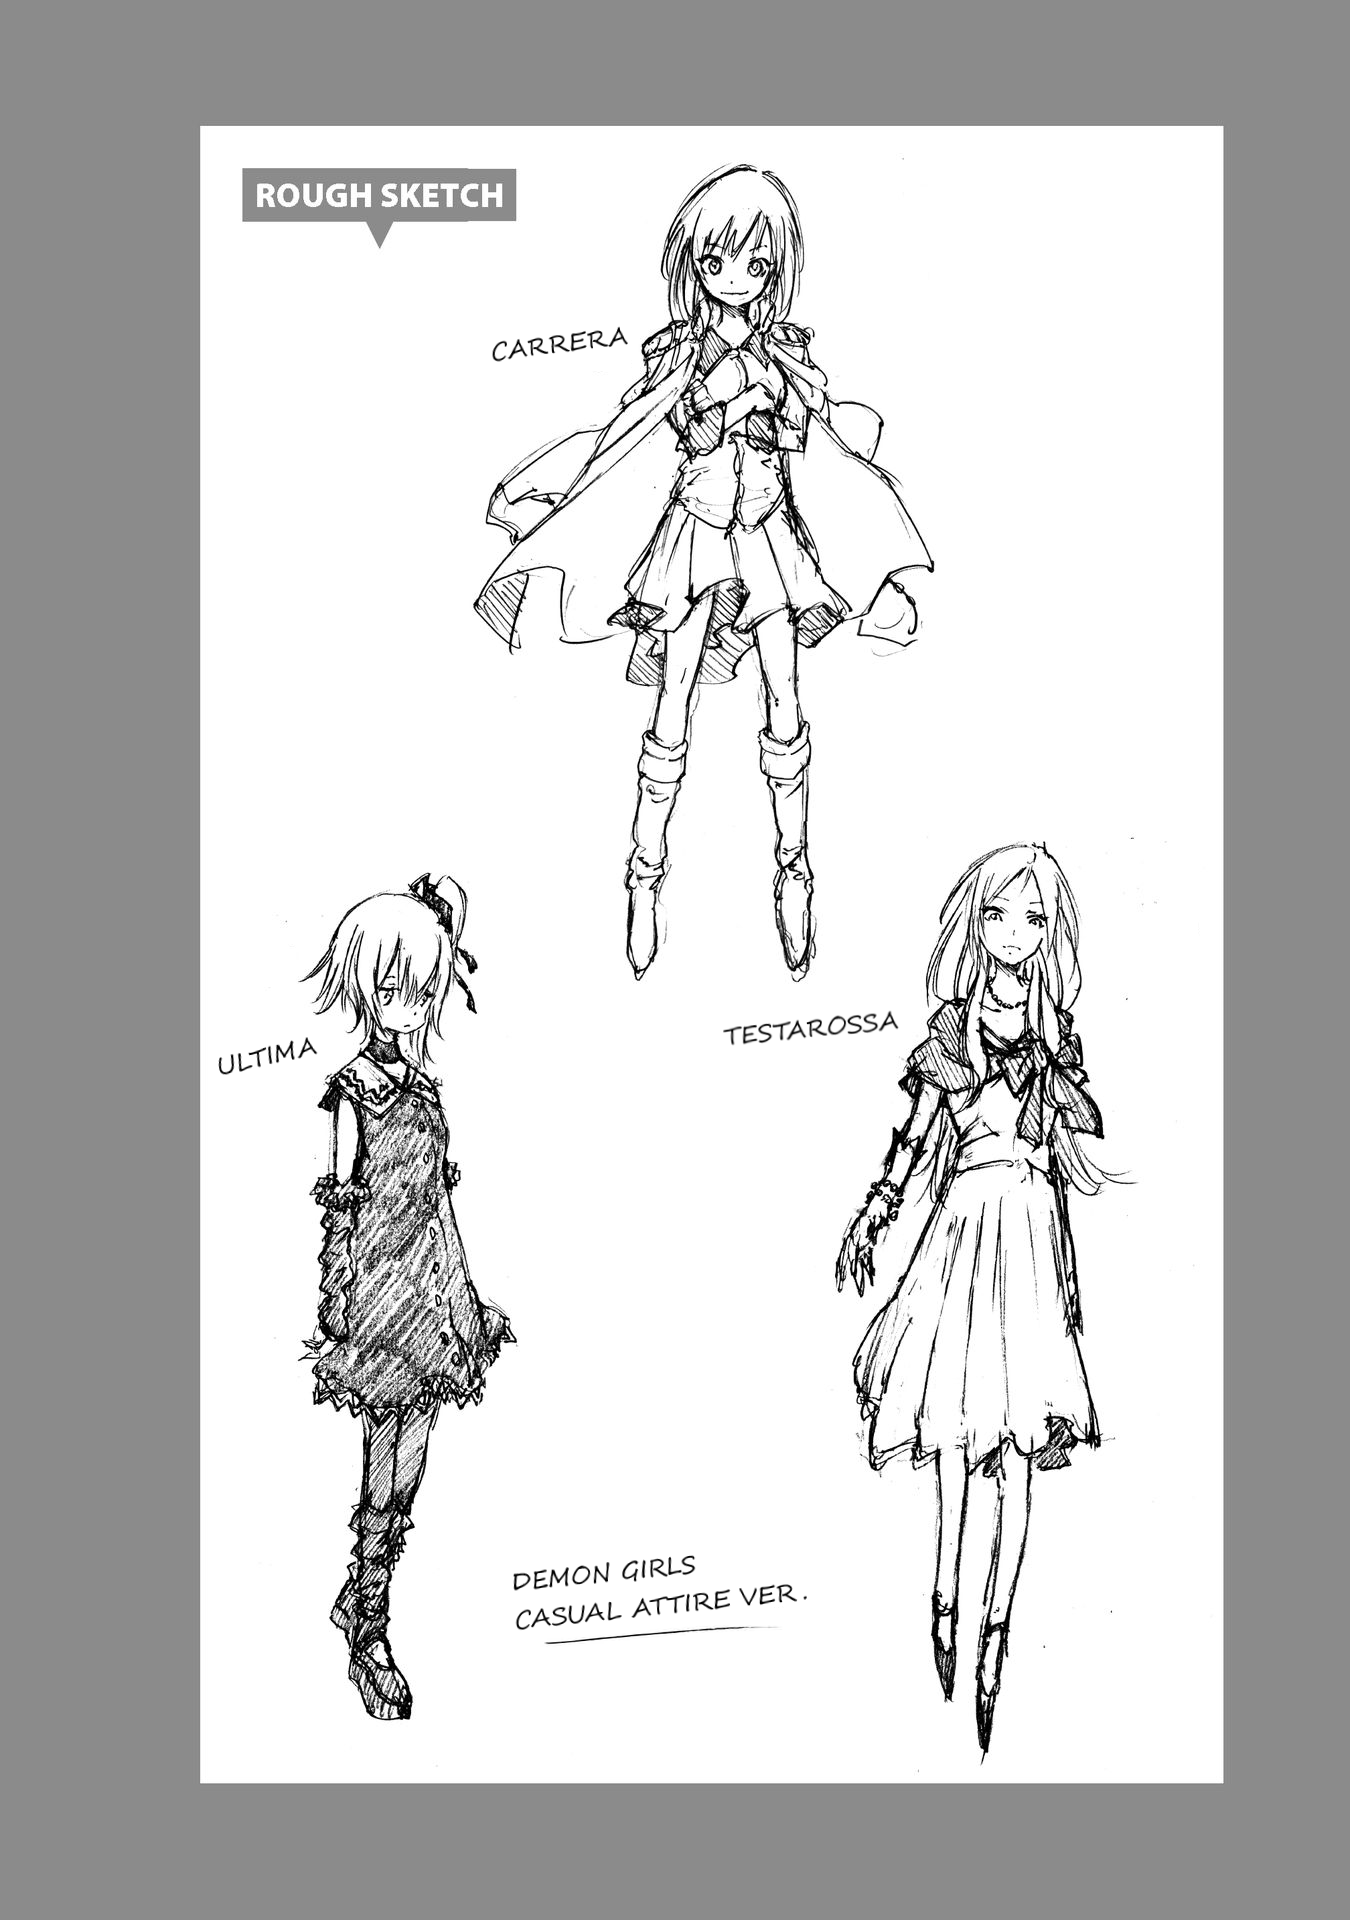 ROUGH SKETCH
CARRERA
ULTIMA
TESTAROSSA
DEMON GIRLS
CASUAL ATTIRE VER.